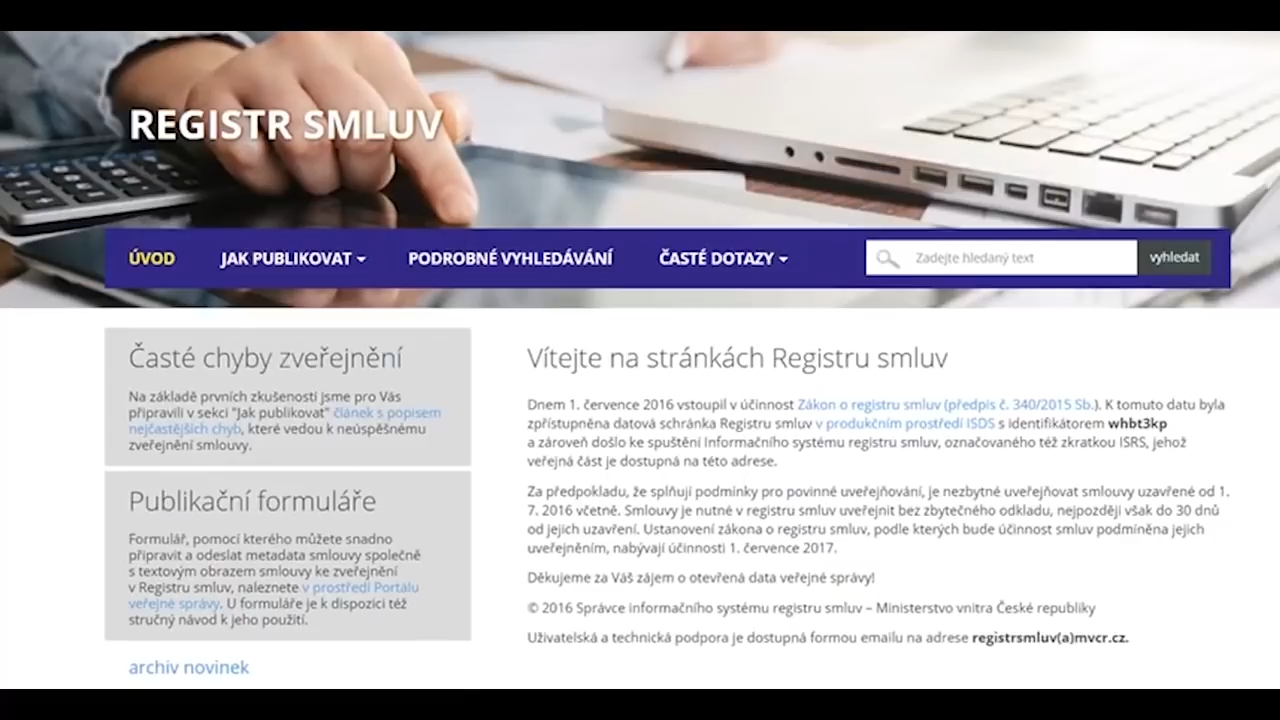 REGISTR SMLUV
ÚVOD JAK PUBLIKOVAT PODROBNÉ VYHLEDÁVÁNÍ ČASTÉ DOTAZY Zadejte hledaný text vyhledat
Časté chyby zveřejnění
Na základě prvních zkušeností jsme pro Vás
připravili v sekci "Jak publikovat" článek s popisem
nejčastějších chyb, které vedou k neúspěšnému
zveřejnění smlouvy.
Publikační formuláře
Formulář, pomocí kterého můžete snadno
připravit a odeslat metadata smlouvy společně
s textovým obrazem smlouvy ke zveřejnění
v Registru smluv, naleznete v prostředí Portálu
veřejné správy. U formuláře je k dispozici též
stručný návod k jeho použití.
archiv novinek
Vítejte na stránkách Registru smluv
Dnem 1. července 2016 vstoupil v účinnost Zákon o registru smluv (předpis č. 340/2015 Sb.). K tomuto datu byla
zpřístupněna datová schránka Registru smluv v produkčním prostředí ISDS s identifikátorem whbt3kp
a zároveň došlo ke spuštění Informačního systému registru smluv, označovaného též zkratkou ISRS, jehož
veřejná část je dostupná na této adrese.
Za předpokladu, že splňují podmínky pro povinné uveřejňování, je nezbytné uveřejňovat smlouvy uzavřené od 1.
7. 2016 včetně. Smlouvy je nutné v registru smluv uveřejnit bez zbytečného odkladu, nejpozději však do 30 dnů
od jejich uzavření. Ustanovení zákona o registru smluv, podle kterých bude účinnost smluv podmíněna jejich
uveřejněním, nabývají účinnosti 1. července 2017.
Děkujeme za Váš zájem o otevřená data veřejné správy!
© 2016 Správce informačního systému registru smluv – Ministerstvo vnitra České republiky
Uživatelská a technická podpora je dostupná formou emailu na adrese registrsmluv(a)mvcr.cz.